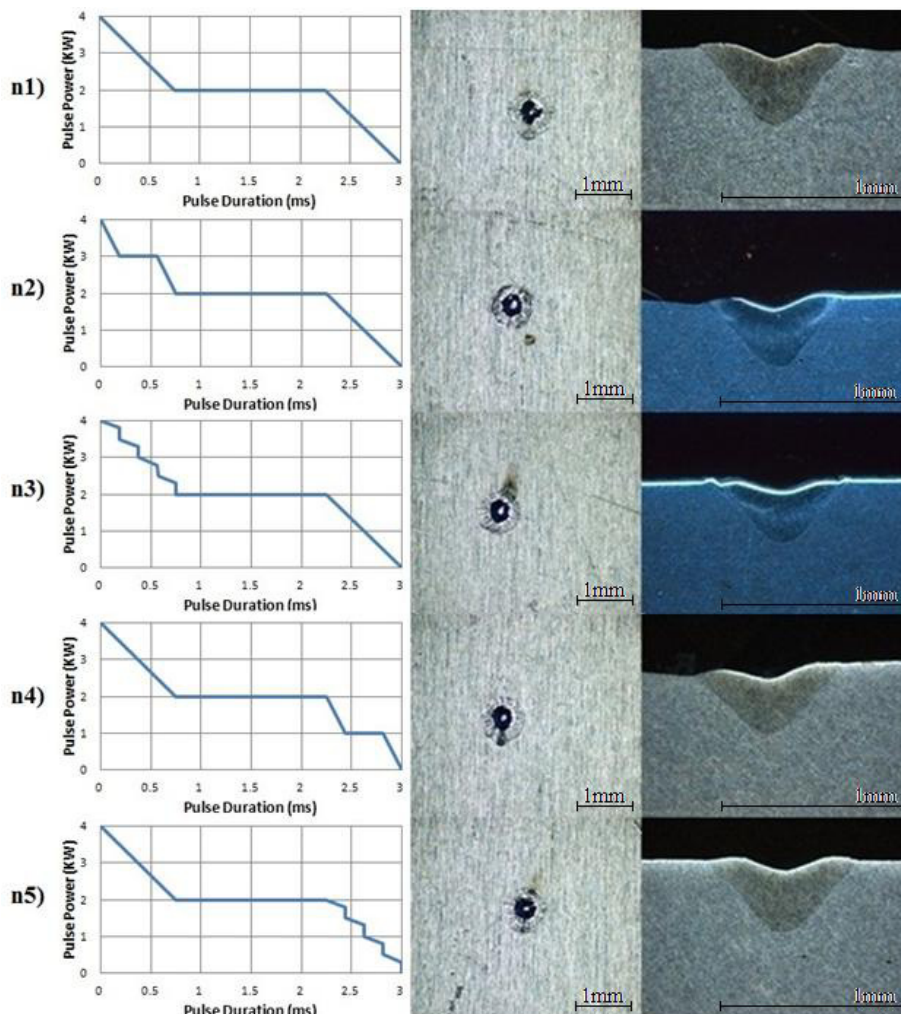 n1)
Pulse Power (KW)
4
3
2
1
0
0 0.5 1 1.5 2 2.5 3
Pulse Duration (ms)
1mm
1mm
n2)
Pulse Power (KW)
4
3
2
1
0
0 0.5 1 1.5 2 2.5 3
Pulse Duration (ms)
1mm
1mm
n3)
Pulse Power (KW)
4
3
2
1
0
0 0.5 1 1.5 2 2.5 3
Pulse Duration (ms)
1mm
1mm
n4)
Pulse Power (KW)
4
3
2
1
0
0 0.5 1 1.5 2 2.5 3
Pulse Duration (ms)
1mm
1mm
n5)
Pulse Power (KW)
4
3
2
1
0
0 0.5 1 1.5 2 2.5 3
Pulse Duration (ms)
1mm
1mm